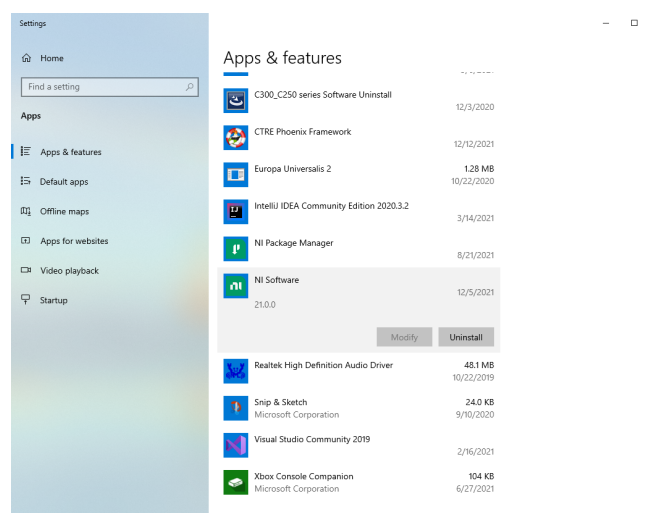 Settings
Home
Find a setting
Apps
Apps & features
Default apps
Offline maps
Apps for websites
Video playback
Startup
Apps & features
C300_C250 series Software Uninstall
12/3/2020
CTRE Phoenix Framework
12/12/2021
Europa Universalis 2 1.28 MB
10/22/2020
IntelliJ IDEA Community Edition 2020.3.2
3/14/2021
NI Package Manager
8/21/2021
NI Software
12/5/2021
21.0.0
Modify Uninstall
Realtek High Definition Audio Driver 48.1 MB
10/22/2019
Snip & Sketch 24.0 KB
Microsoft Corporation 9/10/2020
Visual Studio Community 2019
2/16/2021
Xbox Console Companion 104 KB
Microsoft Corporation 6/27/2021